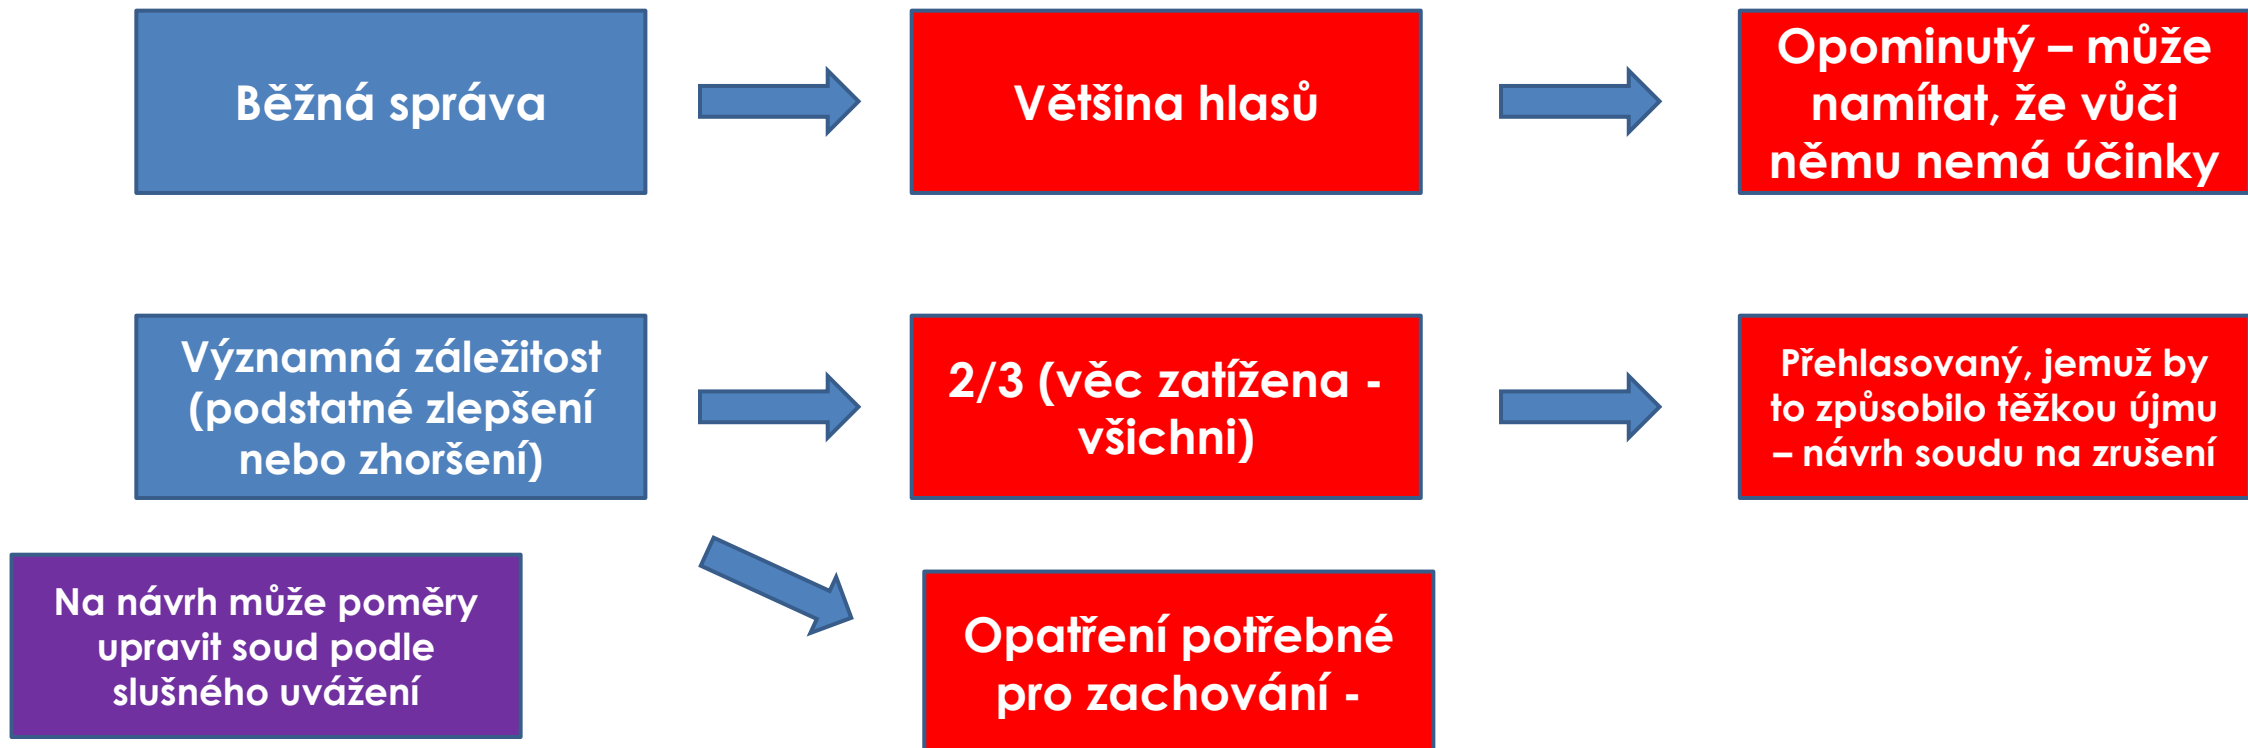 Běžná správa
Většina hlasů
Opominutý – může
namítat, že vůči
němu nemá účinky
Významná záležitost
(podstatné zlepšení
nebo zhoršení)
2/3 (věc zatížena -
všichni)
Přehlasovaný, jemuž by
to způsobilo těžkou újmu
– návrh soudu na zrušení
Na návrh může poměry
upravit soud podle
slušného uvážení
Opatření potřebné
pro zachování -